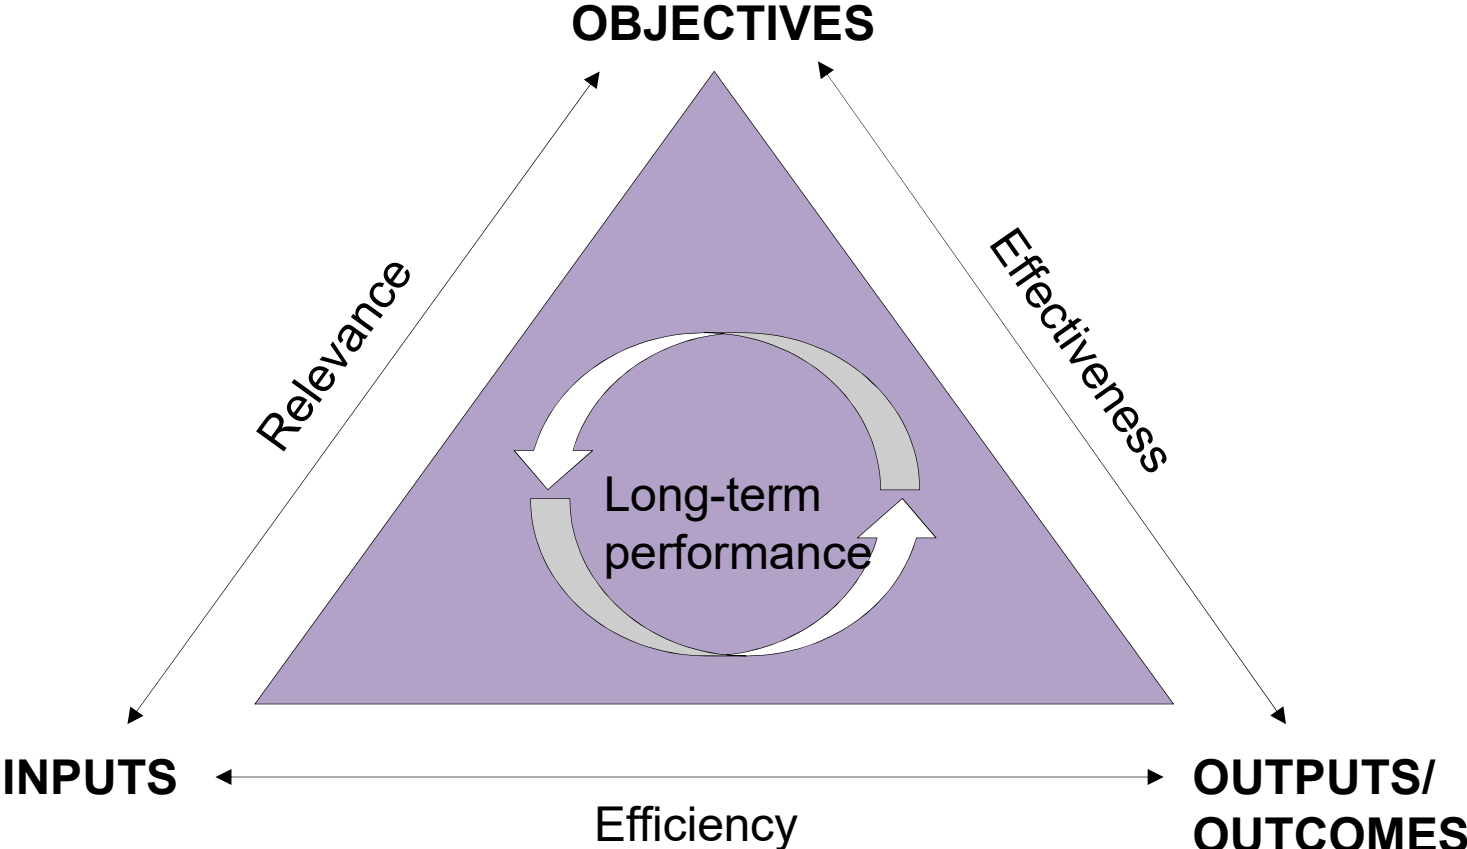 OBJECTIVES
Relevance
Effectiveness
Long-term
performance
INPUTS
OUTPUTS/
OUTCOMES
Efficiency